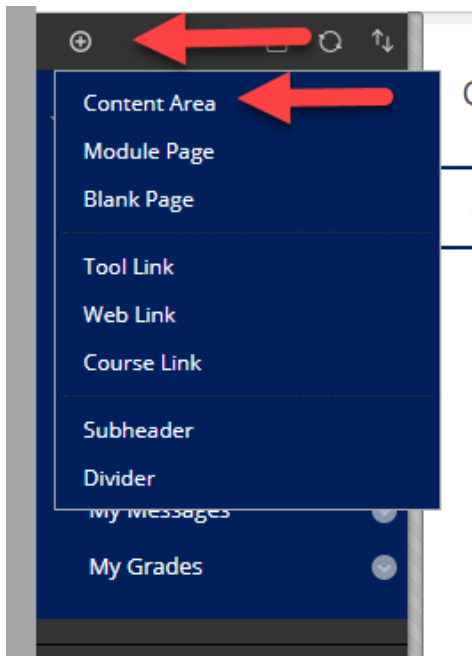 Content Area
Module Page
Blank Page
Tool Link
Web Link
Course Link
Subheader
Divider
My Messages
My Grades